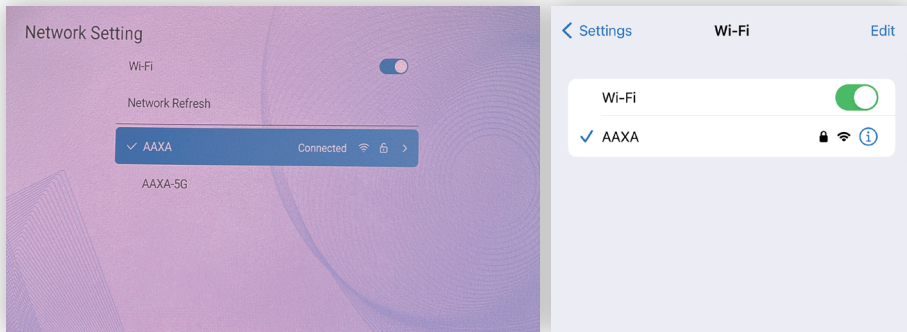 Network Setting
Wi-Fi
Network Refresh
AAXA Connected
AAXA-5G
Settings Wi-Fi Edit
Wi-Fi
AAXA